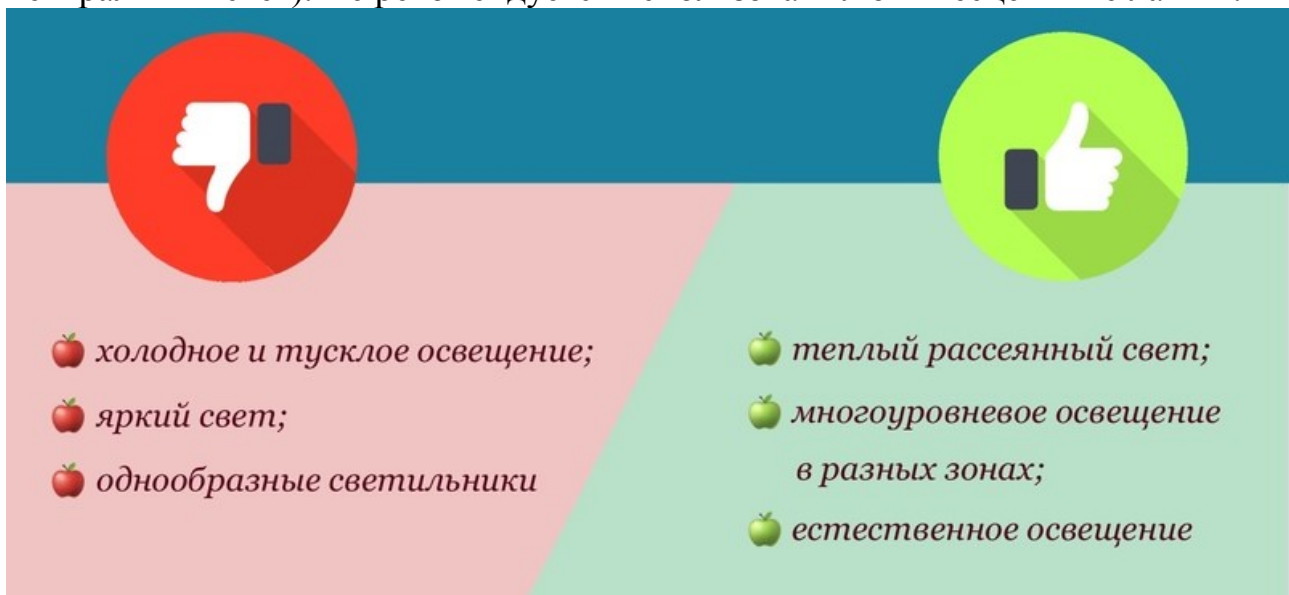 холодное и тусклое освещение;
яркий свет;
однообразные светильники
теплый рассеянный свет;
многоуровневое освещение
в разных зонах;
естественное освещение